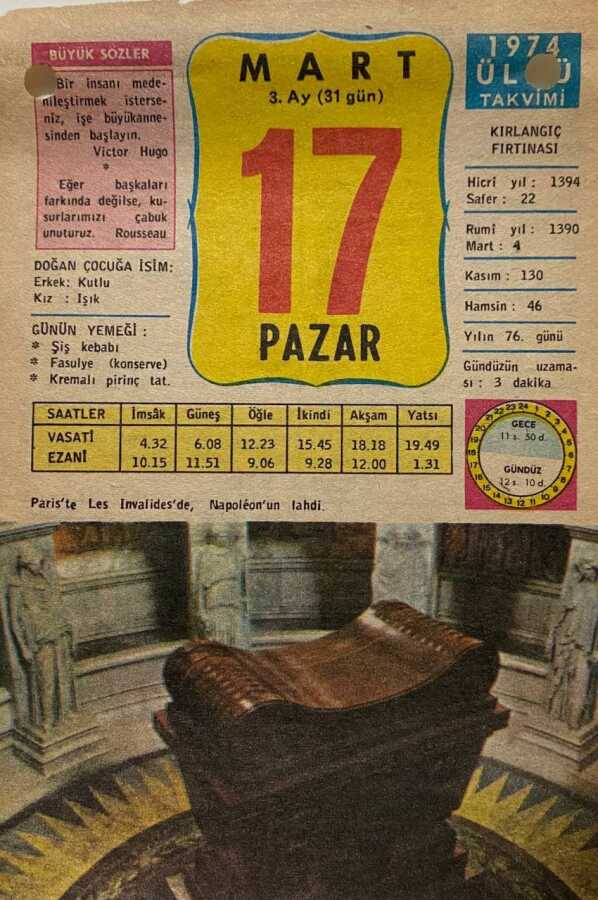 BÜYÜK SÖZLER
Bir insanı mede-
nileştirmek isterse-
niz, işe büyükanne-
sinden başlayın.
Victor Hugo
*
Eğer başkaları
farkında değilse, ku-
surlarımızı çabuk
unuturuz. Rousseau
DOĞAN ÇOCUĞA İSİM:
Erkek: Kutlu
Kız : Işık
GÜNÜN YEMEĞİ :
* Şiş kebabı
* Fasulye (konserve)
* Kremalı pirinç tat.
MART
3. Ay (31 gün)
17
PAZAR
1974
TAKVİMİ
KIRLANGIÇ
FIRTINASI
Hicrî yıl : 1394
Safer : 22
Rumî yıl : 1390
Mart : 4
Kasım : 130
Hamsin : 46
Yılın 76. günü
Gündüzün uzama-
sı : 3 dakika
SAATLER İmsâk Güneş Öğle İkindi Akşam Yatsı
VASATİ 4.32 6.08 12.23 15.45 18.18 19.49
EZANİ 10.15 11.51 9.06 9.28 12.00 1.31
GECE
11 s. 50 d.
GÜNDÜZ
12 s. 10 d.
Paris'te Les Invalides'de, Napoléon'un lahdi.